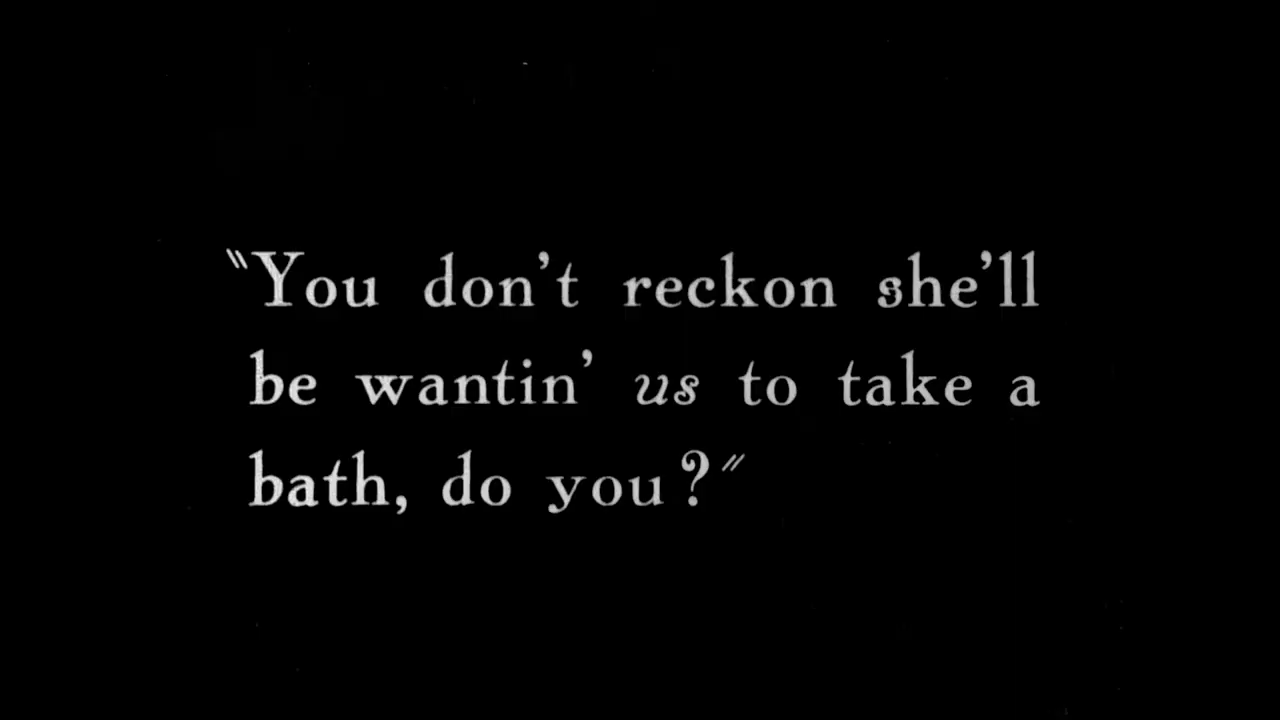 "You don't reckon she'll
be wantin' us to take a
bath, do you?"